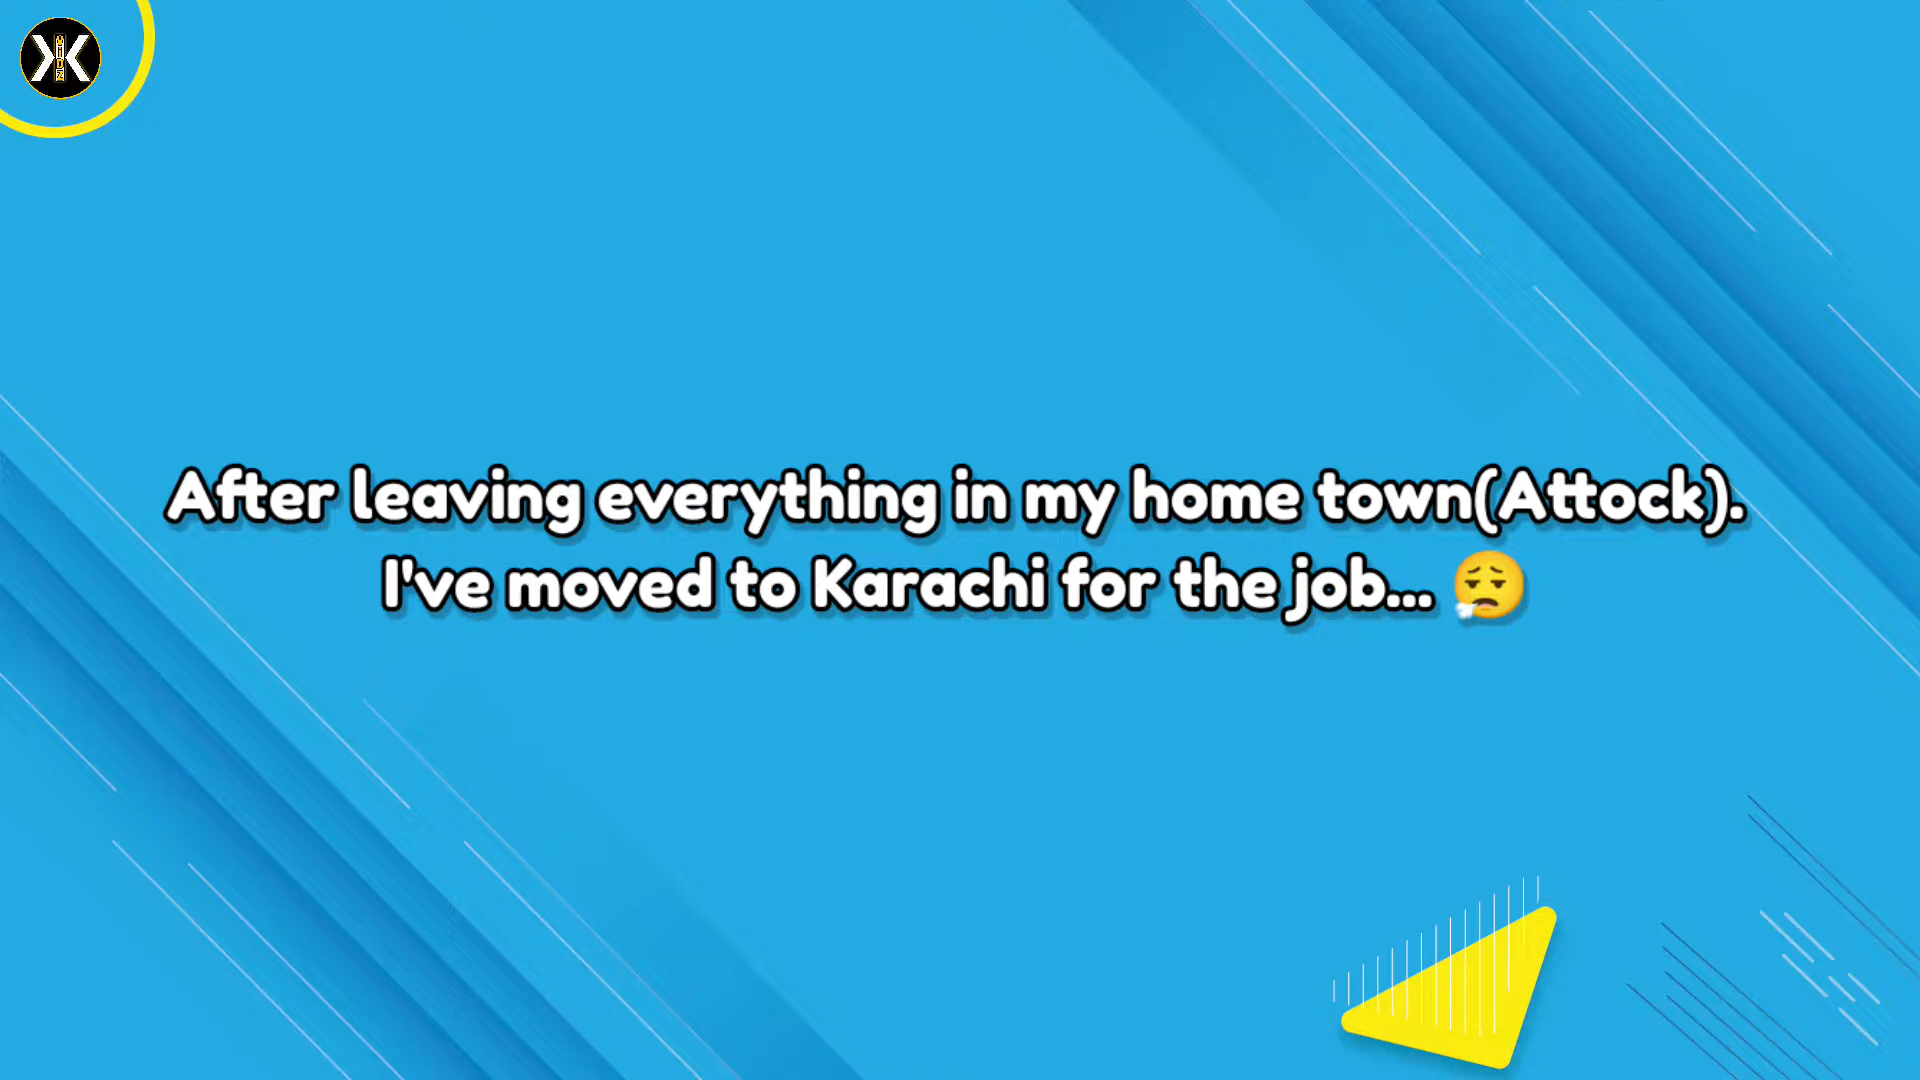 After leaving everything in my home town(Attock).
I've moved to Karachi for the job... 😮‍💨